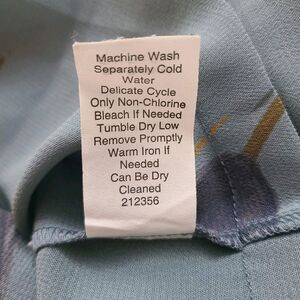 Machine Wash
Separately Cold
Water
Delicate Cycle
Only Non-Chlorine
Bleach If Needed
Tumble Dry Low
Remove Promptly
Warm Iron If
Needed
Can Be Dry
Cleaned
212356